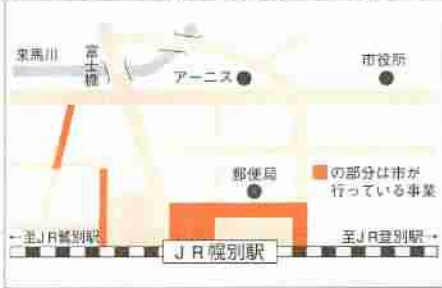 来馬川
富士橋
アーニス
市役所
郵便局
の部分は市が
行っている事業
←至JR鷲別駅
至JR登別駅→
JR幌別駅